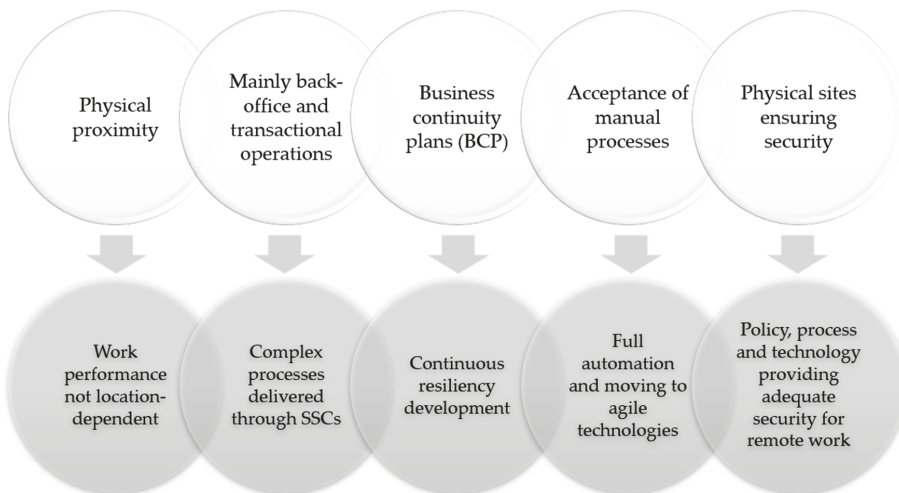 Physical
proximity
Mainly back-
office and
transactional
operations
Business
continuity
plans (BCP)
Acceptance of
manual
processes
Physical sites
ensuring
security
Work
performance
not location-
dependent
Complex
processes
delivered
through SSCs
Continuous
resiliency
development
Full
automation
and moving to
agile
technologies
Policy, process
and technology
providing
adequate
security for
remote work